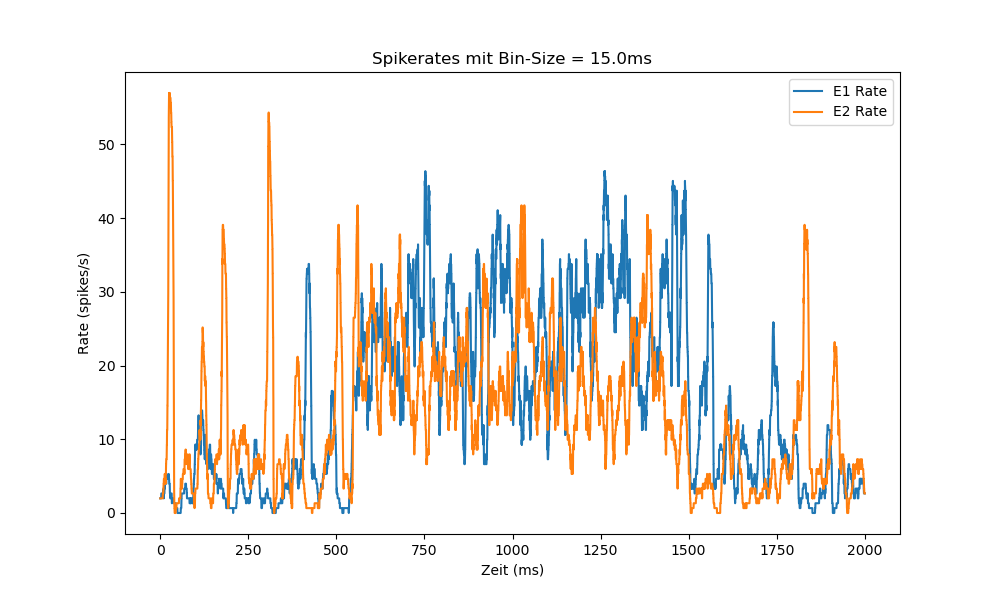 Spikerates mit Bin-Size = 15.0ms
E1 Rate
E2 Rate
50
40
30
20
10
0
Rate (spikes/s)
0 250 500 750 1000 1250 1500 1750 2000
Zeit (ms)